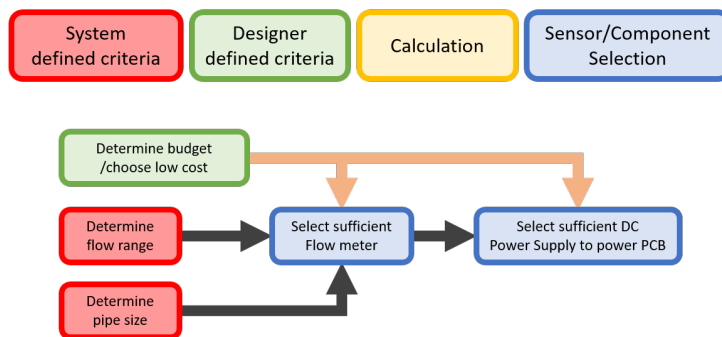 System
defined criteria
Designer
defined criteria
Calculation
Sensor/Component
Selection
Determine budget
/choose low cost
Determine
flow range
Select sufficient
Flow meter
Select sufficient DC
Power Supply to power PCB
Determine
pipe size